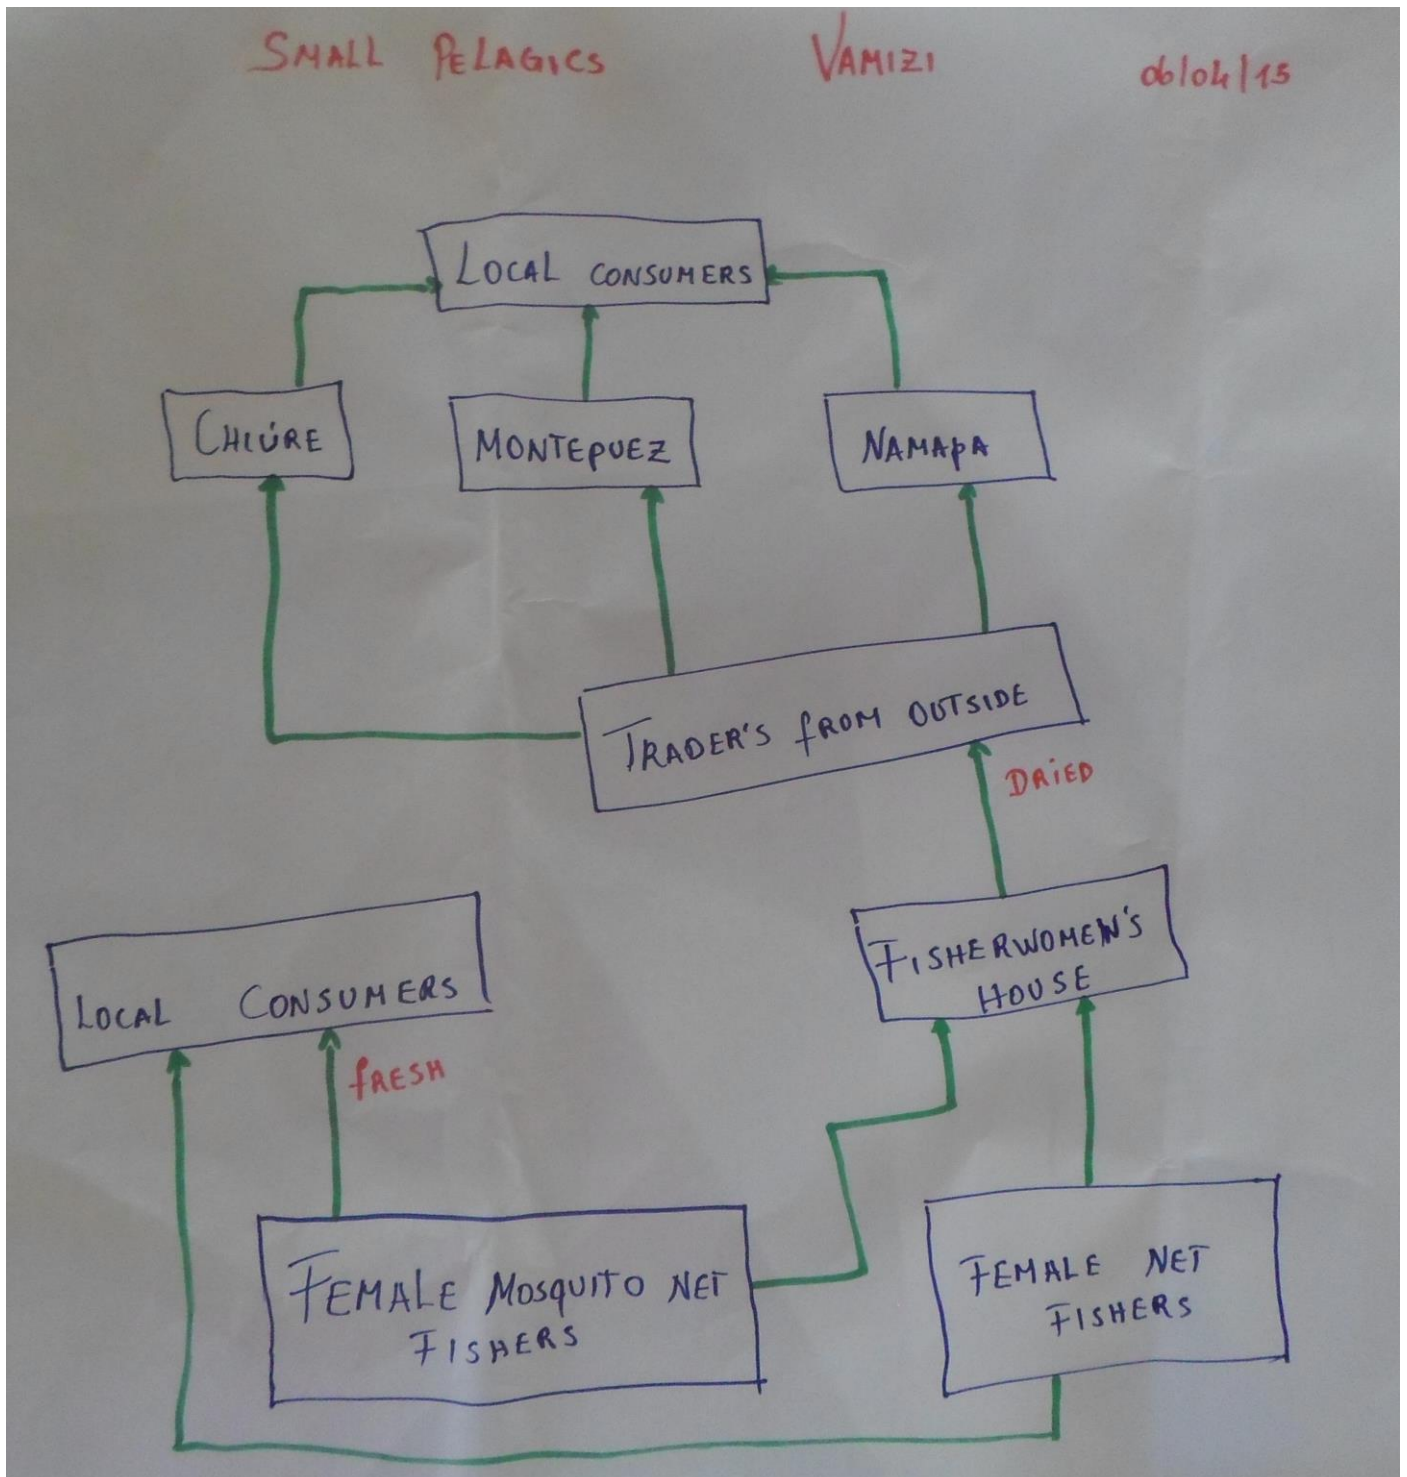 SMALL PELAGICS VAMIZI 06/04/15
LOCAL CONSUMERS
CHIÚRE
MONTEPUEZ
NAMAPA
TRADER'S FROM OUTSIDE
DRIED
FISHERWOMEN'S
HOUSE
LOCAL CONSUMERS
FRESH
FEMALE MOSQUITO NET
FISHERS
FEMALE NET
FISHERS